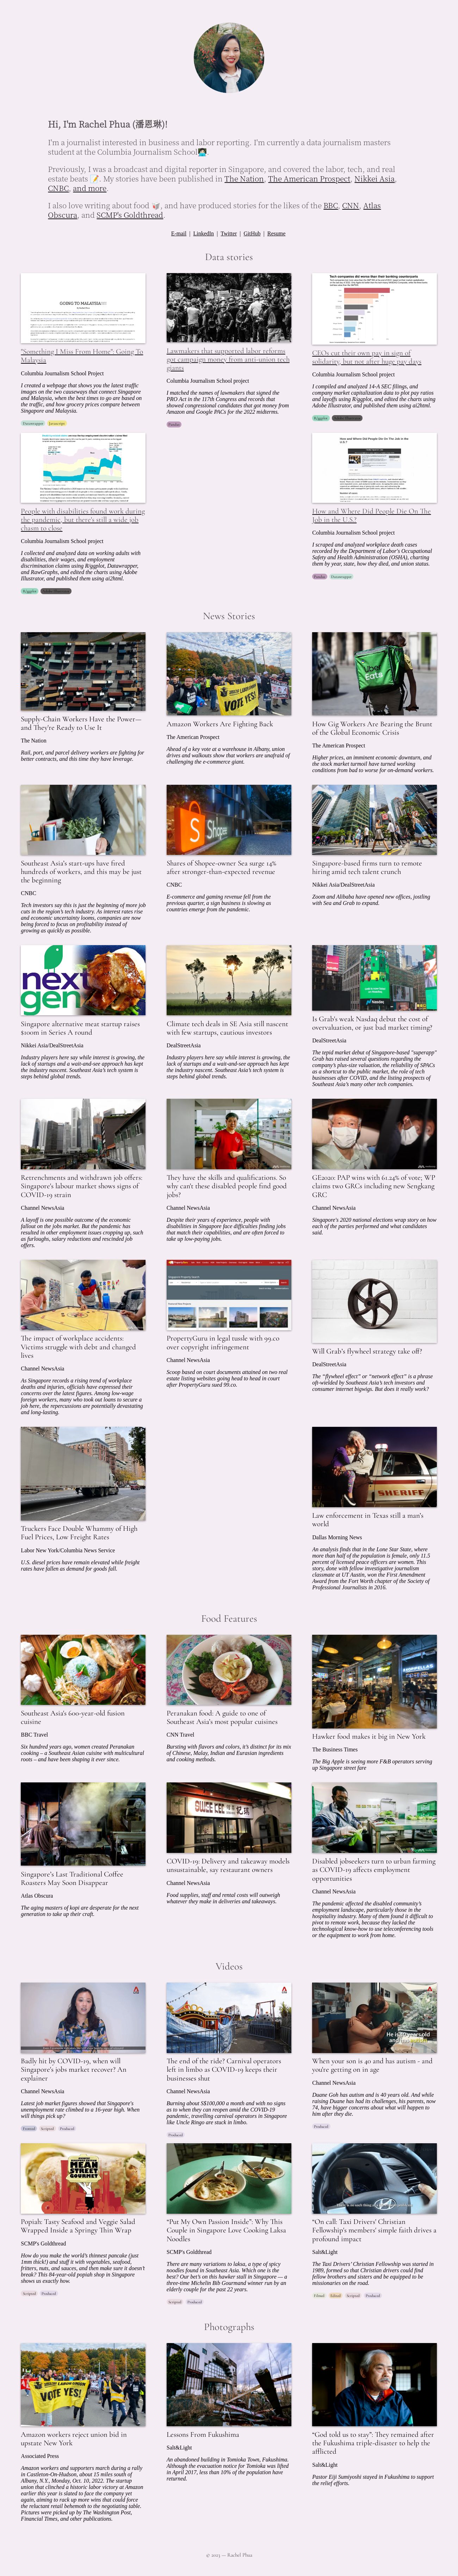 Hi, I'm Rachel Phua (潘恩琳)!
I'm a journalist interested in business and labor reporting. I'm currently a data journalism masters
student at the Columbia Journalism School👩🏻‍💻
Previously, I was a broadcast and digital reporter in Singapore, and covered the labor, tech, and real
estate beats 📝. My stories have been published in The Nation, The American Prospect, Nikkei Asia,
CNBC, and more.
I also love writing about food 🥡, and have produced stories for the likes of the BBC, CNN, Atlas
Obscura, and SCMP's Goldthread.
E-mail | LinkedIn | Twitter | GitHub | Resume
Data stories
GOING TO MALAYSIA
"Something I Miss From Home": Going To
Malaysia
Columbia Journalism School Project
I created a webpage that shows you the latest traffic
images on the two causeways that connect Singapore
and Malaysia, when the best times to go are based on
the traffic, and how grocery prices compare between
Singapore and Malaysia.
Datawrapper Javascript
Lawmakers that supported labor reforms
got campaign money from anti-union tech
giants
Columbia Journalism School project
I matched the names of lawmakers that signed the
PRO Act in the 117th Congress and records that
showed congresspeople receiving lobby money from
Amazon and Google PACs for the 2022 midterms.
Pandas
Tech companies did worse than their banking counterparts
CEOs cut their own pay in sign of
solidarity, but not after huge pay days
Columbia Journalism School project
I compiled and analyzed 14-A SEC filings, and
company market capitalization data to plot pay ratios
and layoffs using R/ggplot, and edited the charts using
Adobe Illustrator, and published them using ai2html.
R/ggplot Adobe Illustrator
People with disabilities found work during
the pandemic, but there's still a wide job
chasm to close
Columbia Journalism School project
I collected and analyzed data on working adults with
disabilities, their wages, and employment
discrimination claims using R/ggplot, Datawrapper,
and RawGraphs, and edited the charts using Adobe
Illustrator, and published them using ai2html.
R/ggplot Adobe Illustrator
How and Where Did People Die On The Job in the
U.S.?
How and Where Did People Die On The
Job in the U.S.?
Columbia Journalism School project
I scraped and analyzed workplace death cases
recorded by the Department of Labor's Occupational
Safety and Health Administration (OSHA), charting
them by year, state, how they died, and union status.
Pandas Datawrapper
News Stories
Supply-Chain Workers Have the Power—
and They're Ready to Use It
The Nation
Rail, port, and parcel delivery workers are fighting for
better contracts, and this time they have leverage.
VOTE YES!
Amazon Workers Are Fighting Back
The American Prospect
Ahead of a key vote at a warehouse in Albany, union
drives and walkouts show that workers are unafraid of
challenging the e-commerce giant.
Uber
Eats
How Gig Workers Are Bearing the Brunt
of the Global Economic Crisis
The American Prospect
Higher prices, an imminent economic downturn, and
the stock market turmoil have turned working
conditions from bad to worse for on-demand workers.
Southeast Asia's start-ups have fired
hundreds of workers, and this may be just
the beginning
CNBC
Tech investors say this is just the beginning of more job
cuts in the region's tech industry. As interest rates rise
and economic uncertainty looms, companies are now
being forced to focus on profitability instead of
growing as quickly as possible.
Shares of Shopee-owner Sea surge 14%
after stronger-than-expected revenue
CNBC
E-commerce and gaming revenue fell from the
previous quarter, a sign business is slowing as
countries emerge from the pandemic.
Singapore-based firms turn to remote
hiring amid tech talent crunch
Nikkei Asia/DealStreetAsia
Zoom and Alibaba have opened new offices, jostling
with Sea and Grab to expand.
next
gen
Singapore alternative meat startup raises
$100m in Series A round
Nikkei Asia/DealStreetAsia
Industry players here say while interest is growing, the
lack of startups and a wait-and-see approach has kept
the industry nascent. Southeast Asia's tech system is
steps behind global trends.
Climate tech deals in SE Asia still nascent
with few startups, cautious investors
DealStreetAsia
Industry players here say while interest is growing, the
lack of startups and a wait-and-see approach has kept
the industry nascent. Southeast Asia's tech system is
steps behind global trends.
Nasdaq
Is Grab's weak Nasdaq debut the cost of
overvaluation, or just bad market timing?
DealStreetAsia
The tepid market debut of Singapore-based "superapp"
Grab has raised several questions regarding the
company's plus-size valuation, the reliability of SPACs
as a shortcut to the public market, the role of tech
businesses after COVID, and the listing prospects of
Southeast Asia's many other tech companies.
Retrenchments and withdrawn job offers:
Singapore's labour market shows signs of
COVID-19 strain
Channel NewsAsia
A layoff is one possible outcome of the economic
fallout on the jobs market. But the pandemic has
resulted in other employment issues cropping up, such
as furloughs, salary reductions and rescinded job
offers.
They have the skills and qualifications. So
why can't these disabled people find good
jobs?
Channel NewsAsia
Despite their years of experience, people with
disabilities in Singapore face difficulties finding jobs
that match their capabilities, and are often forced to
take up low-paying jobs.
GE2020: PAP wins with 61.24% of vote; WP
claims two GRCs including new Sengkang
GRC
Channel NewsAsia
Singapore's 2020 national elections wrap story on how
each of the parties performed and what candidates
said.
The impact of workplace accidents:
Victims struggle with debt and changed
lives
Channel NewsAsia
As Singapore records a rising trend of workplace
deaths and injuries, officials have expressed their
concerns over the latest figures. Among low-wage
foreign workers, many who took out loans to secure a
job here, the repercussions are potentially devastating
and long-lasting.
PropertyGuru in legal tussle with 99.co
over copyright infringement
Channel NewsAsia
Scoop based on court documents attained on two real
estate listing websites going head to head in court
after PropertyGuru sued 99.co.
Will Grab's flywheel strategy take off?
DealStreetAsia
The "flywheel effect" or "network effect" is a phrase
oft-wielded by Southeast Asia's tech investors and
consumer internet bigwigs. But does it really work?
Truckers Face Double Whammy of High
Fuel Prices, Low Freight Rates
Labor New York/Columbia News Service
U.S. diesel prices have remain elevated while freight
rates have fallen as demand for goods fall.
SHERIFF
Law enforcement in Texas still a man's
world
Dallas Morning News
An analysis finds that in the Lone Star State, where
more than half of the population is female, only 11.5
percent of licensed peace officers are women. This
story, done with fellow investigative journalism
classmate at UT Austin, won the First Amendment
Award from the Fort Worth chapter of the Society of
Professional Journalists in 2016.
Food Features
Southeast Asia's 600-year-old fusion
cuisine
BBC Travel
Six hundred years ago, women created Peranakan
cooking – a Southeast Asian cuisine with multicultural
roots – and have been shaping it ever since.
Peranakan food: A guide to one of
Southeast Asia's most popular cuisines
CNN Travel
Bursting with flavors and colors, it's distinct for its mix
of Chinese, Malay, Indian and Eurasian ingredients
and cooking methods.
Hawker food makes it big in New York
The Business Times
The Big Apple is seeing more F&B operators serving
up Singapore street fare
Singapore's Last Traditional Coffee
Roasters May Soon Disappear
Atlas Obscura
The aging masters of kopi are desperate for the next
generation to take up their craft.
COVID-19: Delivery and takeaway models
unsustainable, say restaurant owners
Channel NewsAsia
Food supplies, staff and rental costs will outweigh
whatever they make in deliveries and takeaways.
Disabled jobseekers turn to urban farming
as COVID-19 affects employment
opportunities
Channel NewsAsia
The pandemic affected the disabled community's
employment landscape, particularly those in the
hospitality industry. Many of them found it difficult to
pivot to remote work, because they lacked the
technological know-how to use teleconferencing tools
or the equipment to work from home.
Videos
Badly hit by COVID-19, when will
Singapore's jobs market recover? An
explainer
Channel NewsAsia
Latest job market figures showed that Singapore's
unemployment rate climbed to a 16-year high. When
will things pick up?
Fronted Scripted Produced
The end of the ride? Carnival operators
left in limbo as COVID-19 keeps their
businesses shut
Channel NewsAsia
Burning about S$100,000 a month and with no signs
as to when they can reopen amid the COVID-19
pandemic, travelling carnival operators in Singapore
like Uncle Ringo are stuck in limbo.
Produced
When your son is 40 and has autism - and
you're getting on in age
Channel NewsAsia
Duane Goh has autism and is 40 years old. And while
raising Duane has had its challenges, his parents, now
74, have bigger concerns about what will happen to
him after they die.
Produced
MEAN
STREET
GOURMET
Popiah: Tasty Seafood and Veggie Salad
Wrapped Inside a Springy Thin Wrap
SCMP's Goldthread
How do you make the world's thinnest pancake (just
1mm thick!) and stuff it with vegetables, seafood,
fritters, nuts, and sauces, and then make sure it doesn't
break? This 84-year-old popiah shop in Singapore
shows us exactly how.
Scripted Produced
“Put My Own Passion Inside”: Why This
Couple in Singapore Love Cooking Laksa
Noodles
SCMP's Goldthread
There are many variations to laksa, a type of spicy
noodles found in Southeast Asia. Which one is the
best? Our bet's on this hawker stall in Singapore — a
three-time Michelin Bib Gourmand winner run by an
elderly couple for the past 22 years.
Scripted Produced
“On call: Taxi Drivers' Christian
Fellowship's members' simple faith drives a
profound impact
Salt&Light
The Taxi Drivers' Christian Fellowship was started in
1989, formed so that Christian drivers could find
fellow brothers and sisters and be equipped to be
missionaries on the road.
Filmed Edited Scripted Produced
Photographs
VOTE YES!
Amazon workers reject union bid in
upstate New York
Associated Press
Amazon workers and supporters march during a rally
in Castleton-On-Hudson, about 15 miles south of
Albany, N.Y., Monday, Oct. 10, 2022. The startup
union that clinched a historic labor victory at Amazon
earlier this year is slated to face the company yet
again, aiming to rack up more wins that could force
the reluctant retail behemoth to the negotiating table.
Pictures were picked up by The Washington Post,
Financial Times, and other publications.
Lessons From Fukushima
Salt&Light
An abandoned building in Tomioka Town, Fukushima.
Although the evacuation notice for Tomioka was lifted
in April 2017, less than 10% of the population have
returned.
“God told us to stay”: They remained after
the Fukushima triple-disaster to help the
afflicted
Salt&Light
Pastor Eiji Sumiyoshi stayed in Fukushima to support
the relief efforts.
© 2023 — Rachel Phua